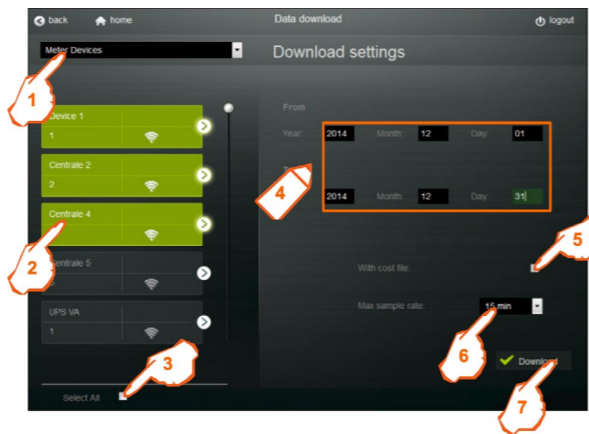 back home Data download logout
Meter Devices Download settings
1
Device 1
1
Centrale 2
2
Centrale 4
2
Centrale 5
UPS VA
1
3
Select All
From
Year: 2014 Month: 12 Day: 01
4
2014 Month: 12 Day: 31
5
With cost file:
Max sample rate: 15 min
6
Download
7